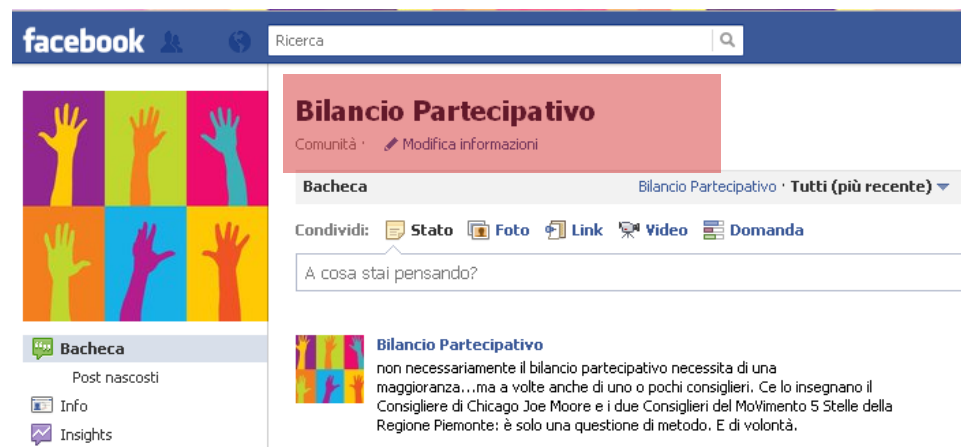 facebook
Ricerca
Bilancio Partecipativo
Comunità · Modifica informazioni
Bacheca
Bilancio Partecipativo · Tutti (più recente)
Condividi: Stato Foto Link Video Domanda
A cosa stai pensando?
Bacheca
Post nascosti
Info
Insights
Bilancio Partecipativo
non necessariamente il bilancio partecipativo necessita di una
maggioranza...ma a volte anche di uno o pochi consiglieri. Ce lo insegnano il
Consigliere di Chicago Joe Moore e i due Consiglieri del MoVimento 5 Stelle della
Regione Piemonte: è solo una questione di metodo. E di volontà.